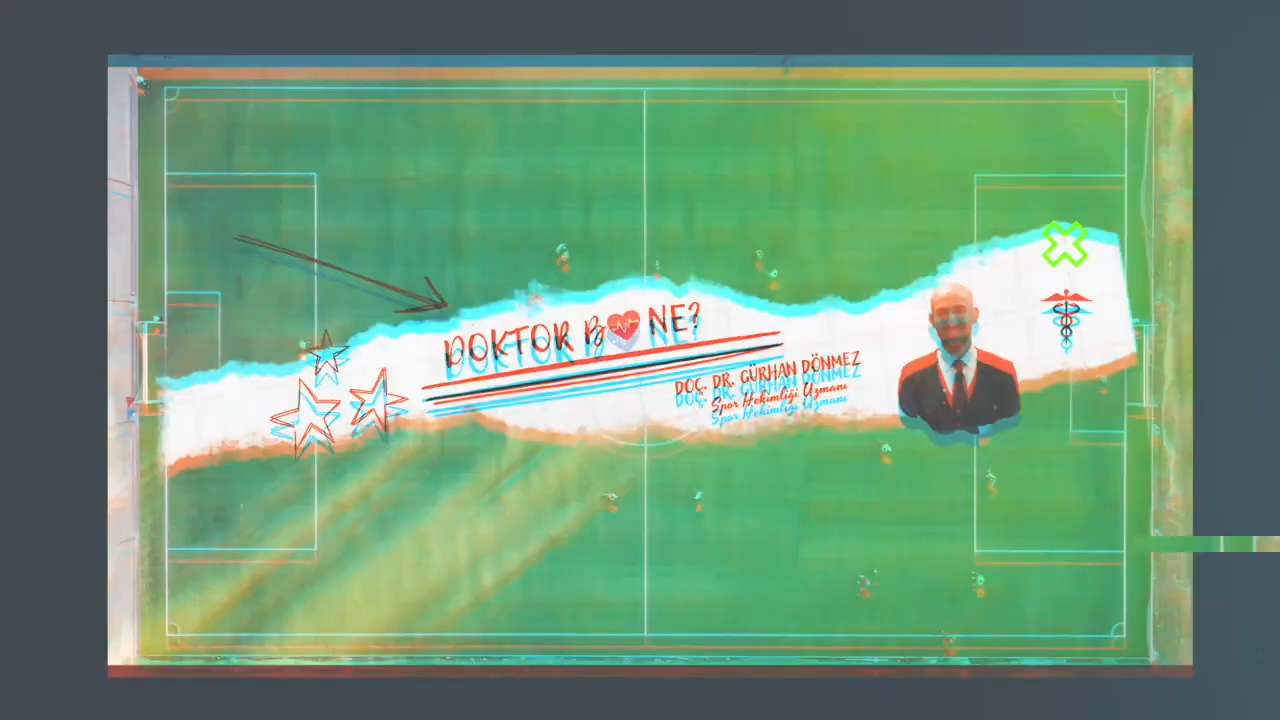 DOKTOR B NE?
DOÇ. DR. GÜRHAN DÖNMEZ
Spor Hekimliği Uzmanı